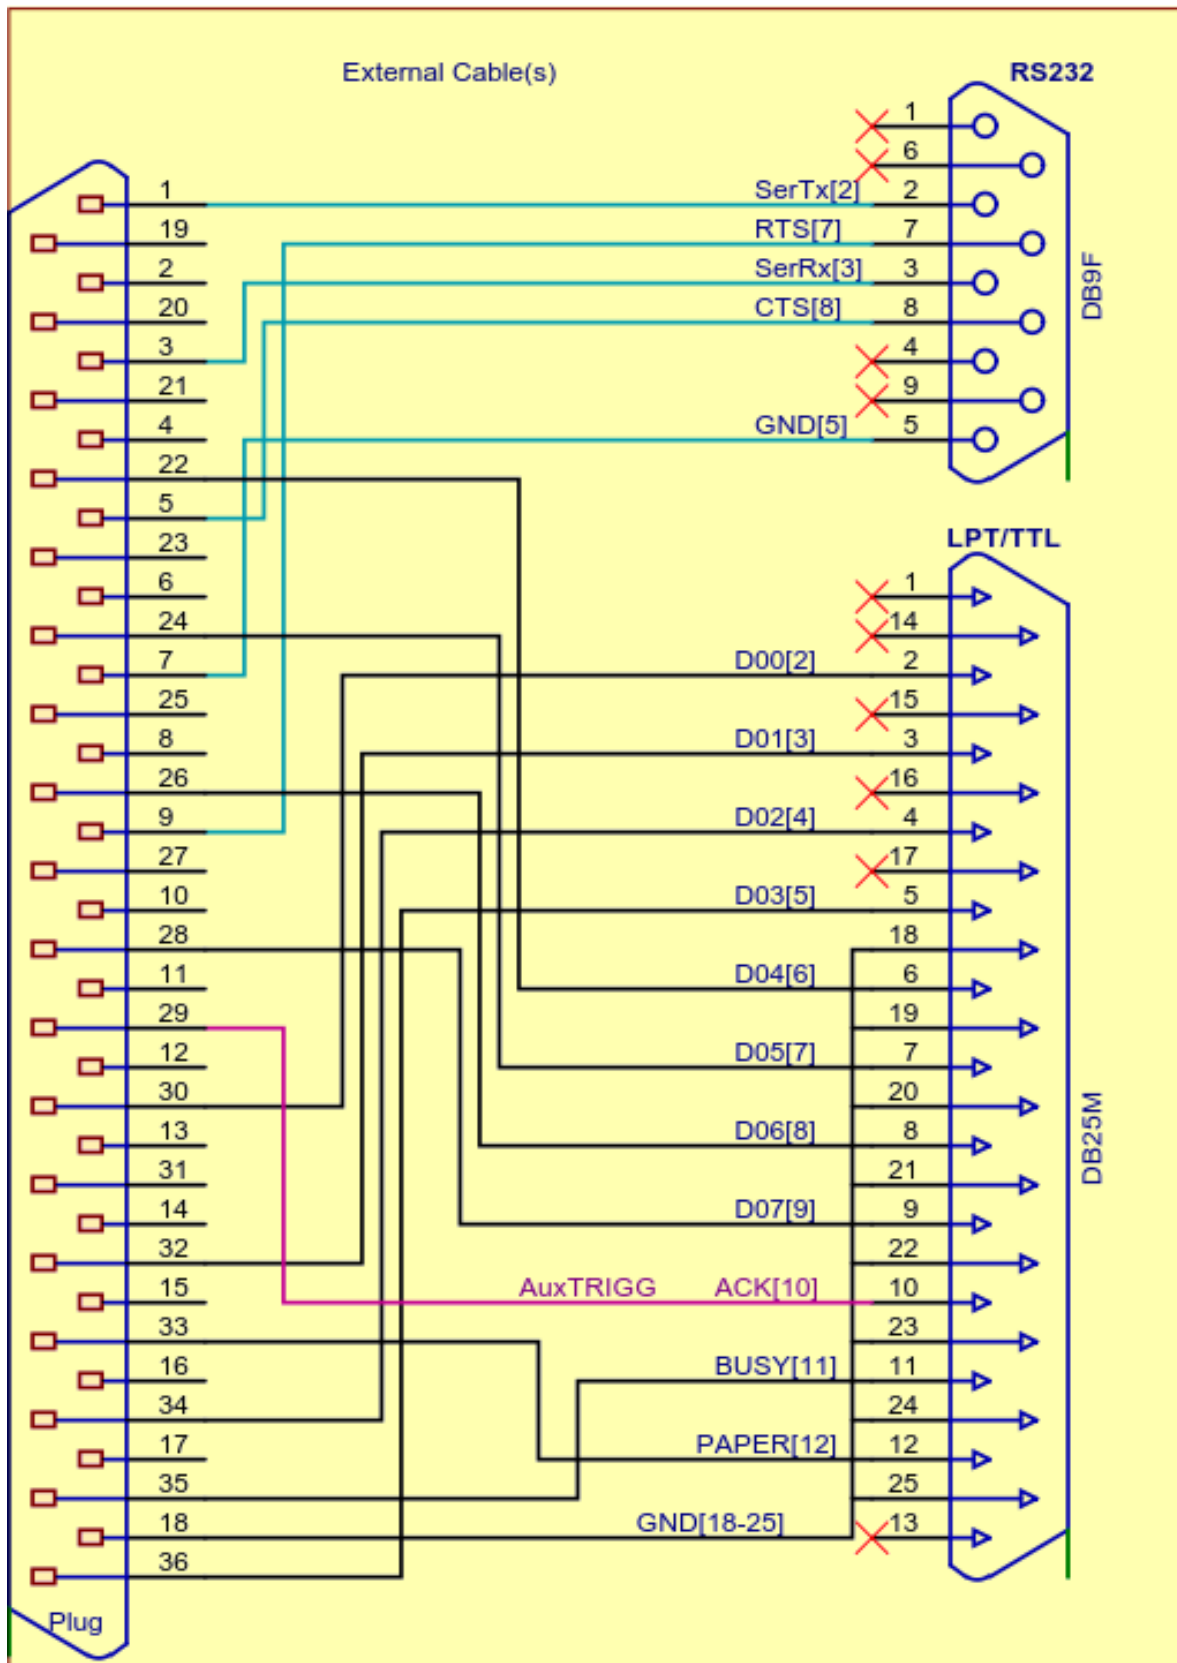 External Cable(s)
RS232
1
6
SerTx[2] 2
RTS[7] 7
SerRx[3] 3
CTS[8] 8
4
9
GND[5] 5
DB9F
1
19
2
20
3
21
4
22
5
23
6
24
7
25
8
26
9
27
10
28
11
29
12
30
13
31
14
32
15
33
16
34
17
35
18
36
Plug
LPT/TTL
1
14
D00[2] 2
15
D01[3] 3
16
D02[4] 4
17
D03[5] 5
18
D04[6] 6
19
D05[7] 7
20
D06[8] 8
21
D07[9] 9
22
AuxTRIGG ACK[10] 10
23
BUSY[11] 11
24
PAPER[12] 12
25
GND[18-25] 13
DB25M